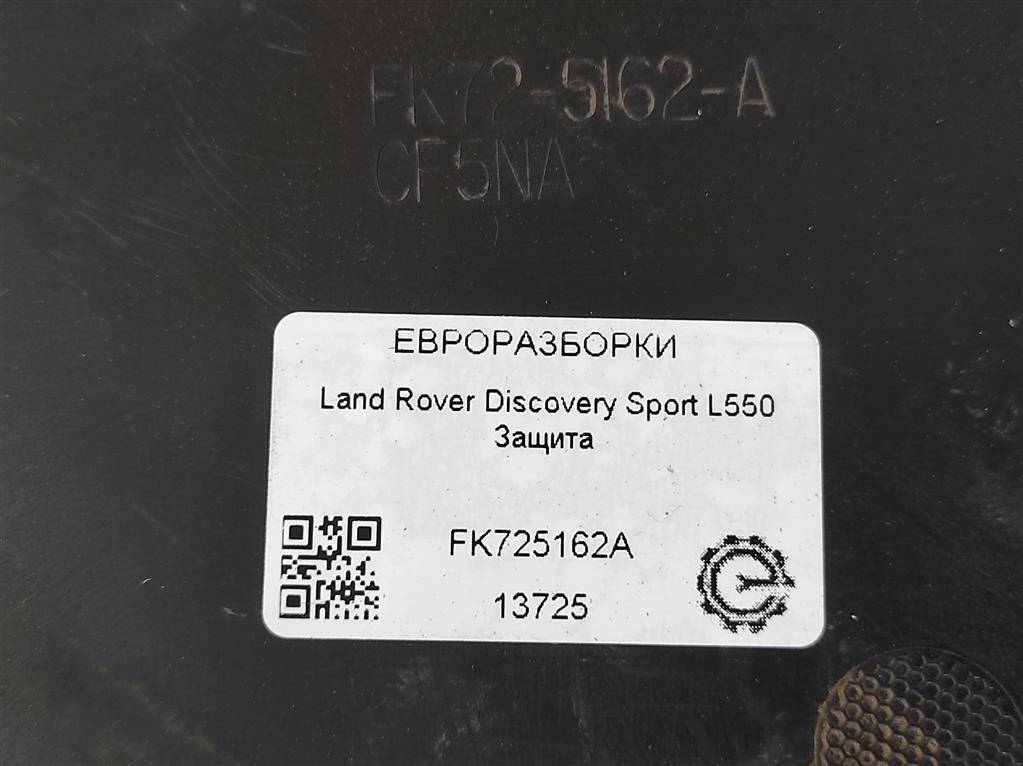 FK72-5162-A
CF5NA
ЕВРОРАЗБОРКИ
Land Rover Discovery Sport L550
Защита
FK725162A
13725